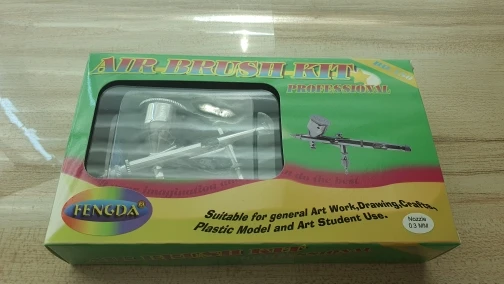 AIR BRUSH KIT
PROFESSIONAL
FENGDA®
Suitable for general Art Work,Drawing,Crafts,
Plastic Model and Art Student Use.
Nozzle
0.3 MM